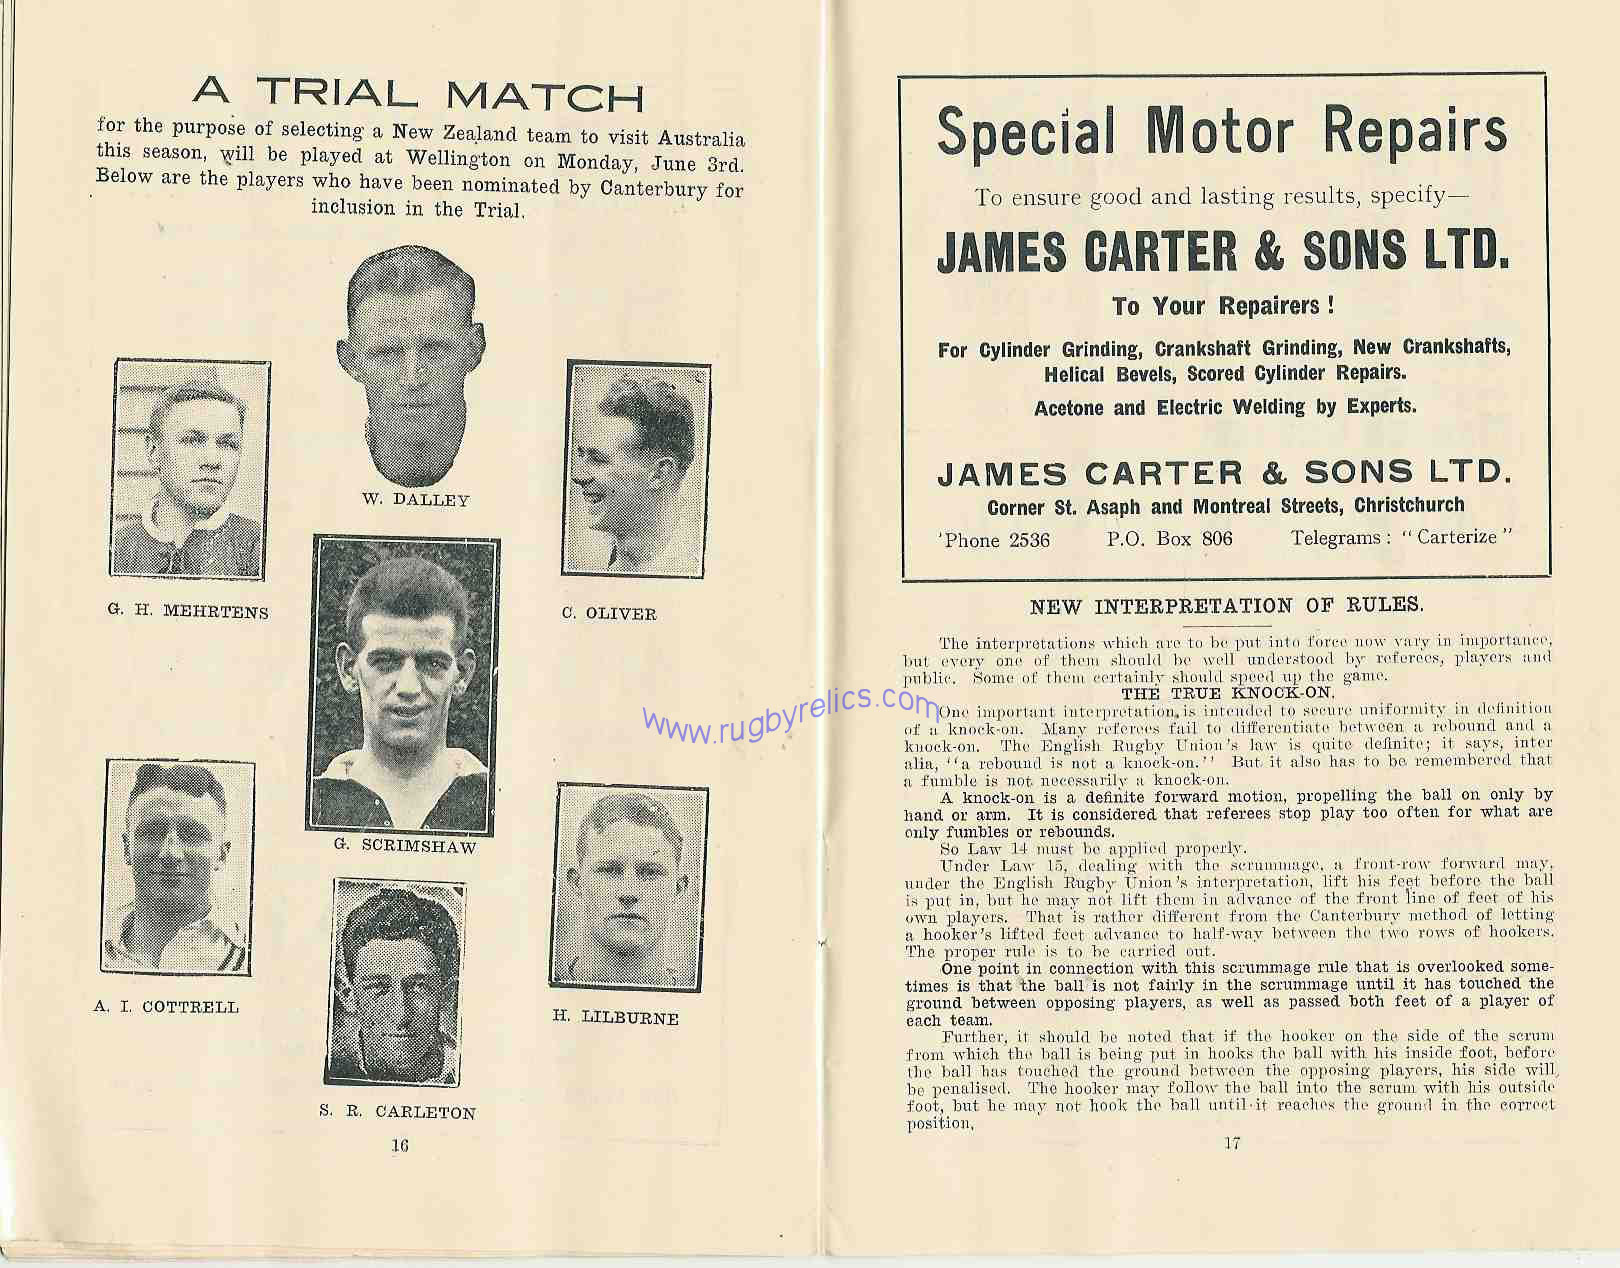 A TRIAL MATCH
for the purpose of selecting a New Zealand team to visit Australia
this season, will be played at Wellington on Monday, June 3rd.
Below are the players who have been nominated by Canterbury for
inclusion in the Trial.
W. DALLEY
G. H. MEHRTENS
C. OLIVER
G. SCRIMSHAW
A. I. COTTRELL
H. LILBURNE
S. R. CARLETON
16
www.rugbyrelics.com
Special Motor Repairs
To ensure good and lasting results, specify—
JAMES CARTER & SONS LTD.
To Your Repairers !
For Cylinder Grinding, Crankshaft Grinding, New Crankshafts,
Helical Bevels, Scored Cylinder Repairs.
Acetone and Electric Welding by Experts.
JAMES CARTER & SONS LTD.
Corner St. Asaph and Montreal Streets, Christchurch
'Phone 2536 P.O. Box 806 Telegrams : "Carterize"
NEW INTERPRETATION OF RULES.
The interpretations which are to be put into force now vary in importance,
but every one of them should be well understood by referees, players and
public. Some of them certainly should speed up the game.
THE TRUE KNOCK-ON.
One important interpretation, is intended to secure uniformity in definition
of a knock-on. Many referees fail to differentiate between a rebound and a
knock-on. The English Rugby Union's law is quite definite; it says, inter
alia, "a rebound is not a knock-on." But it also has to be remembered that
a fumble is not necessarily a knock-on.
A knock-on is a definite forward motion, propelling the ball on only by
hand or arm. It is considered that referees stop play too often for what are
only fumbles or rebounds.
So Law 14 must be applied properly.
Under Law 15, dealing with the scrummage, a front-row forward may,
under the English Rugby Union's interpretation, lift his feet before the ball
is put in, but he may not lift them in advance of the front line of feet of his
own players. That is rather different from the Canterbury method of letting
a hooker's lifted feet advance to half-way between the two rows of hookers.
The proper rule is to be carried out.
One point in connection with this scrummage rule that is overlooked some-
times is that the ball is not fairly in the scrummage until it has touched the
ground between opposing players, as well as passed both feet of a player of
each team.
Further, it should be noted that if the hooker on the side of the scrum
from which the ball is being put in hooks the ball with his inside foot, before
the ball has touched the ground between the opposing players, his side will
be penalised. The hooker may follow the ball into the scrum with his outside
foot, but he may not hook the ball until it reaches the ground in the correct
position,
17